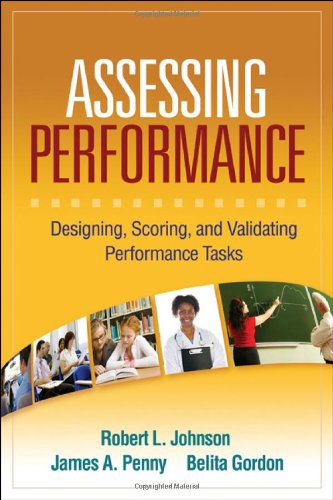 ASSESSING
PERFORMANCE
Designing, Scoring, and Validating
Performance Tasks
Robert L. Johnson
James A. Penny Belita Gordon